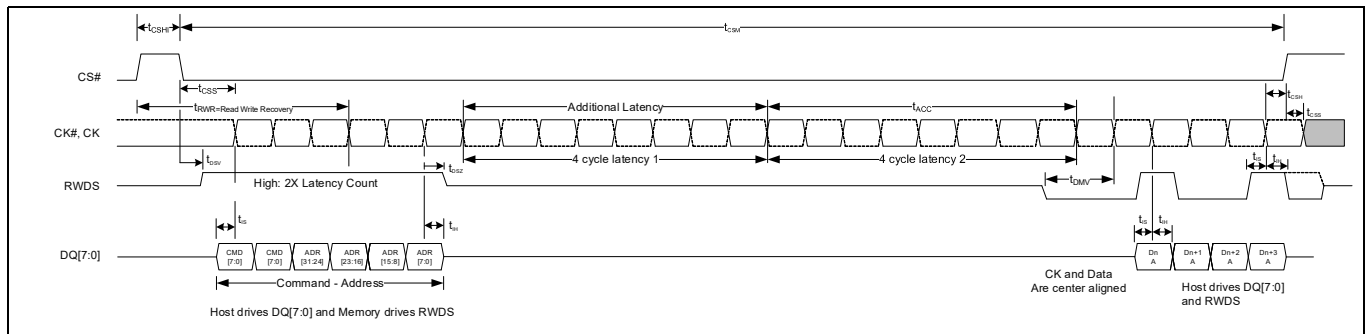 tCSHI
tCSM
CS#
tCSS
tRWR=Read Write Recovery
Additional Latency
tACC
tCSH
tCSS
CK#, CK
tDSV
4 cycle latency 1
4 cycle latency 2
tDSZ
tIS
tIH
RWDS
High: 2X Latency Count
tDMV
tIS
tIH
tIS
tIH
DQ[7:0]
CMD [7:0]
CMD [7:0]
ADR [31:24]
ADR [23:16]
ADR [15:8]
ADR [7:0]
Dn A
Dn+1 A
Dn+2 A
Dn+3 A
Command - Address
CK and Data
Are center aligned
Host drives DQ[7:0]
and RWDS
Host drives DQ[7:0] and Memory drives RWDS